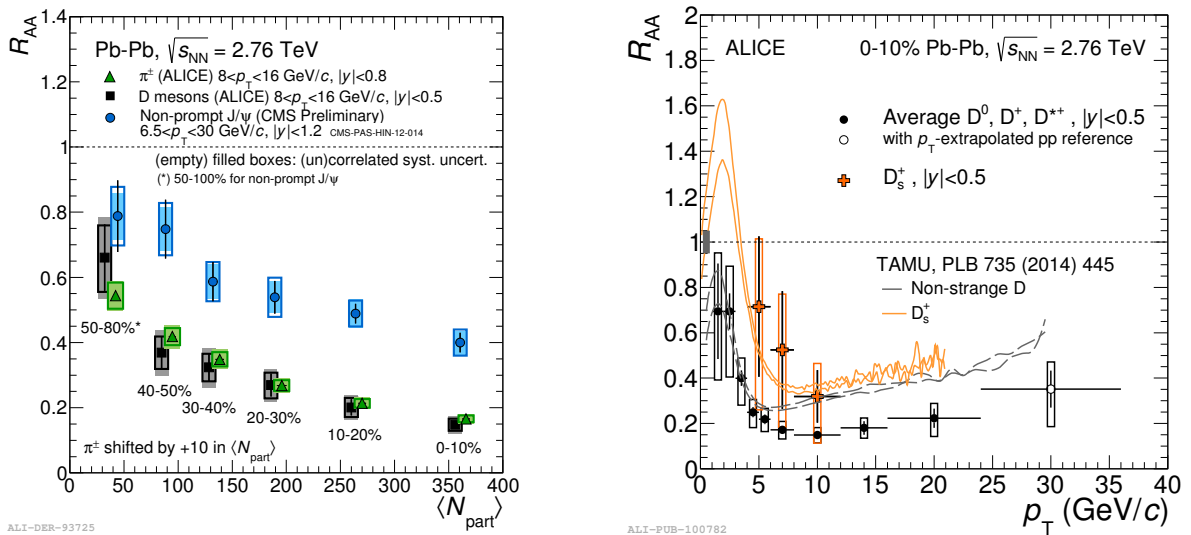 R_AA
1.4
1.2
1
0.8
0.6
0.4
0.2
0
Pb-Pb, √s_NN = 2.76 TeV
π± (ALICE) 8<p_T<16 GeV/c, |y|<0.8
D mesons (ALICE) 8<p_T<16 GeV/c, |y|<0.5
Non-prompt J/ψ (CMS Preliminary)
6.5<p_T<30 GeV/c, |y|<1.2 CMS-PAS-HIN-12-014
(empty) filled boxes: (un)correlated syst. uncert.
(*) 50-100% for non-prompt J/ψ
50-80%*
40-50%
30-40%
20-30%
10-20%
0-10%
π± shifted by +10 in ⟨N_part⟩
0 50 100 150 200 250 300 350 400
⟨N_part⟩
ALI-DER-93725
R_AA
2
1.8
1.6
1.4
1.2
1
0.8
0.6
0.4
0.2
0
ALICE 0-10% Pb-Pb, √s_NN = 2.76 TeV
Average D⁰, D⁺, D*⁺, |y|<0.5
with p_T-extrapolated pp reference
D_s⁺, |y|<0.5
TAMU, PLB 735 (2014) 445
Non-strange D
D_s⁺
0 5 10 15 20 25 30 35 40
p_T (GeV/c)
ALI-PUB-100782